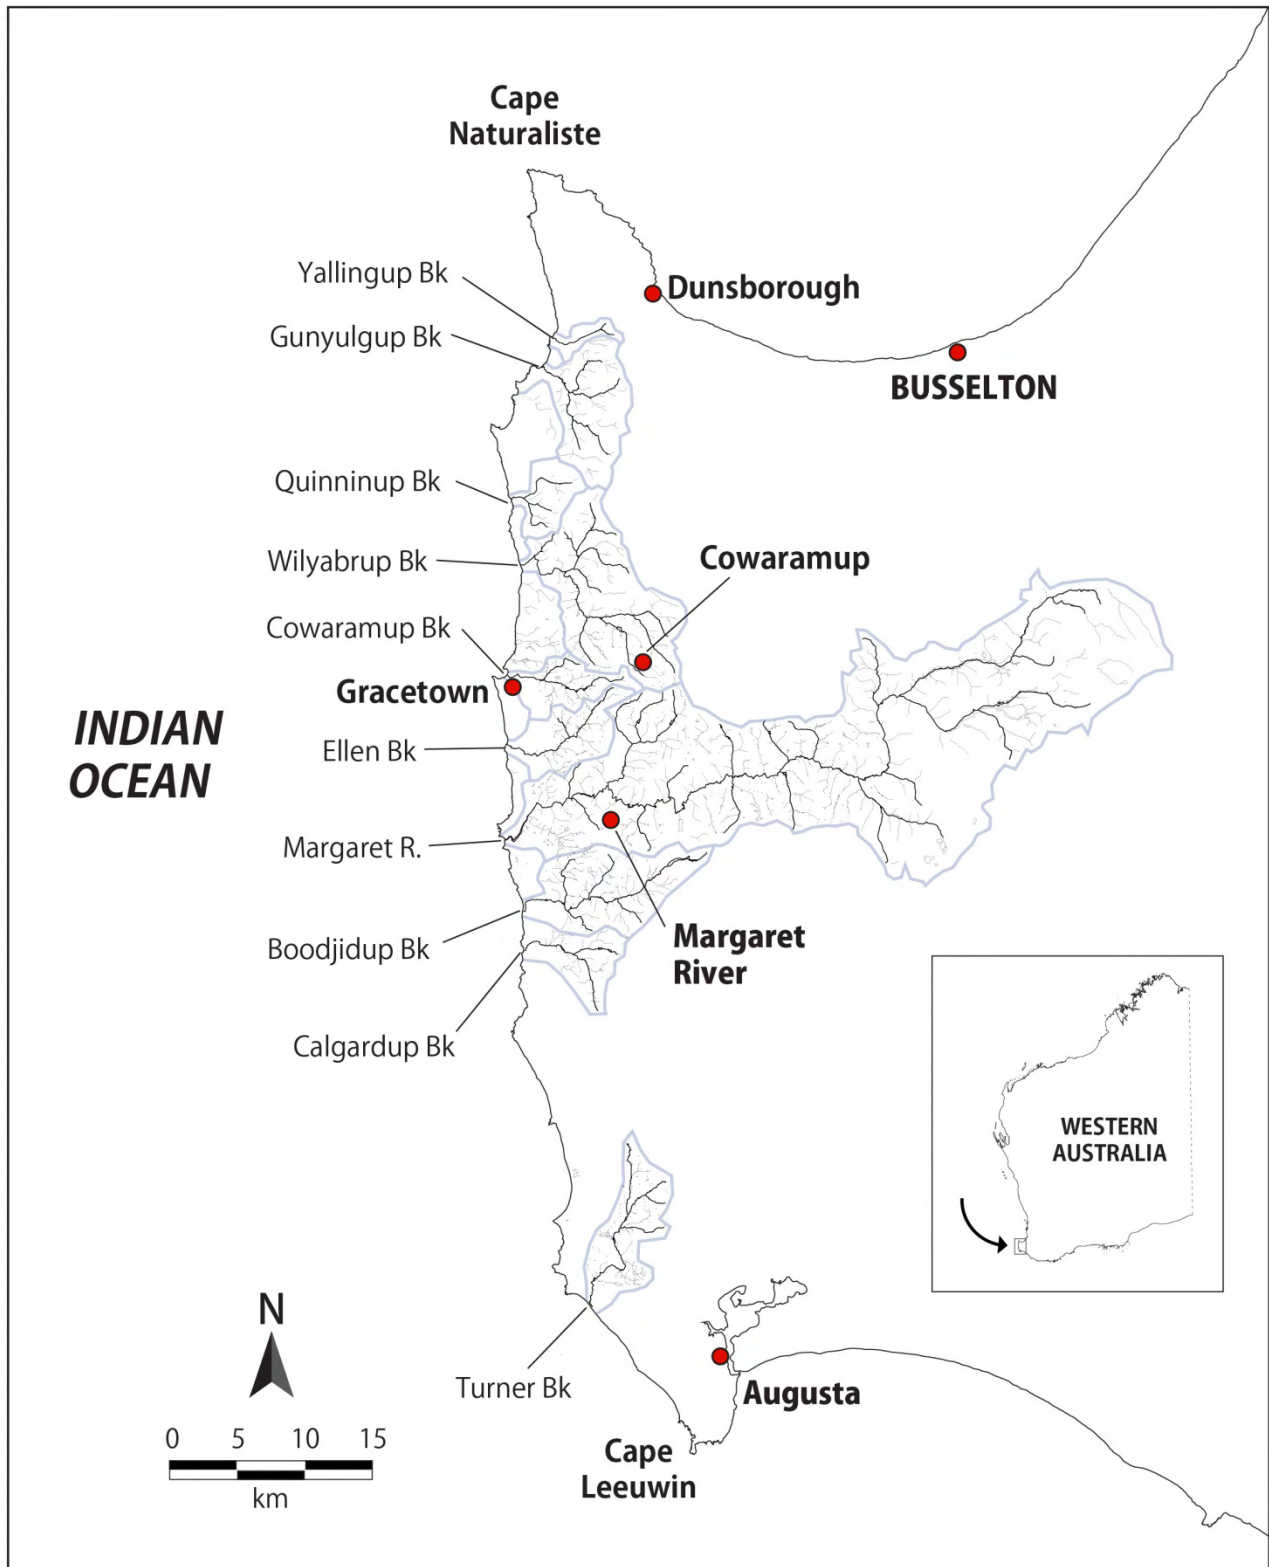 Cape
Naturaliste
Yallingup Bk
Dunsborough
Gunyulgup Bk
BUSSELTON
Quinninup Bk
Wilyabrup Bk
Cowaramup
Cowaramup Bk
Gracetown
INDIAN
OCEAN
Ellen Bk
Margaret R.
Margaret
River
Boodjidup Bk
Calgardup Bk
WESTERN
AUSTRALIA
N
Turner Bk
Augusta
0 5 10 15
km
Cape
Leeuwin